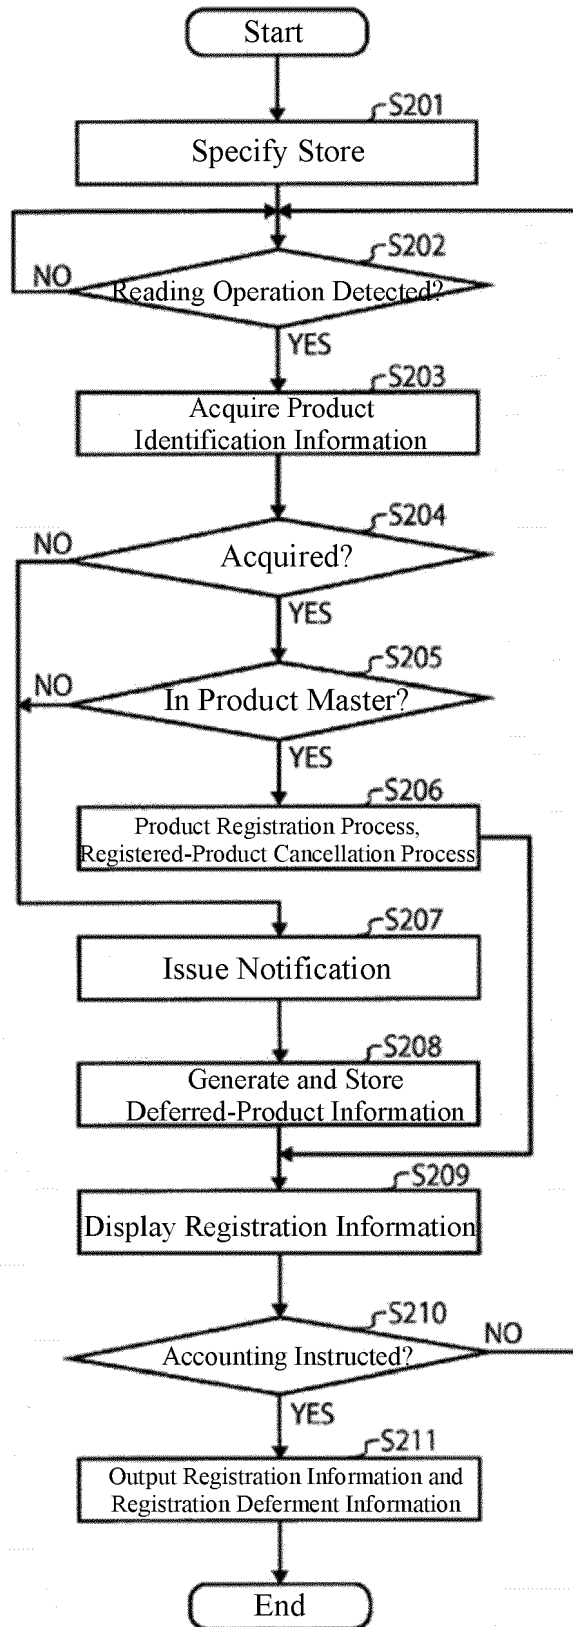 Start
S201
Specify Store
S202
NO
Reading Operation Detected?
YES
S203
Acquire Product
Identification Information
S204
NO
Acquired?
YES
S205
NO
In Product Master?
YES
S206
Product Registration Process,
Registered-Product Cancellation Process
S207
Issue Notification
S208
Generate and Store
Deferred-Product Information
S209
Display Registration Information
S210
NO
Accounting Instructed?
YES
S211
Output Registration Information and
Registration Deferment Information
End